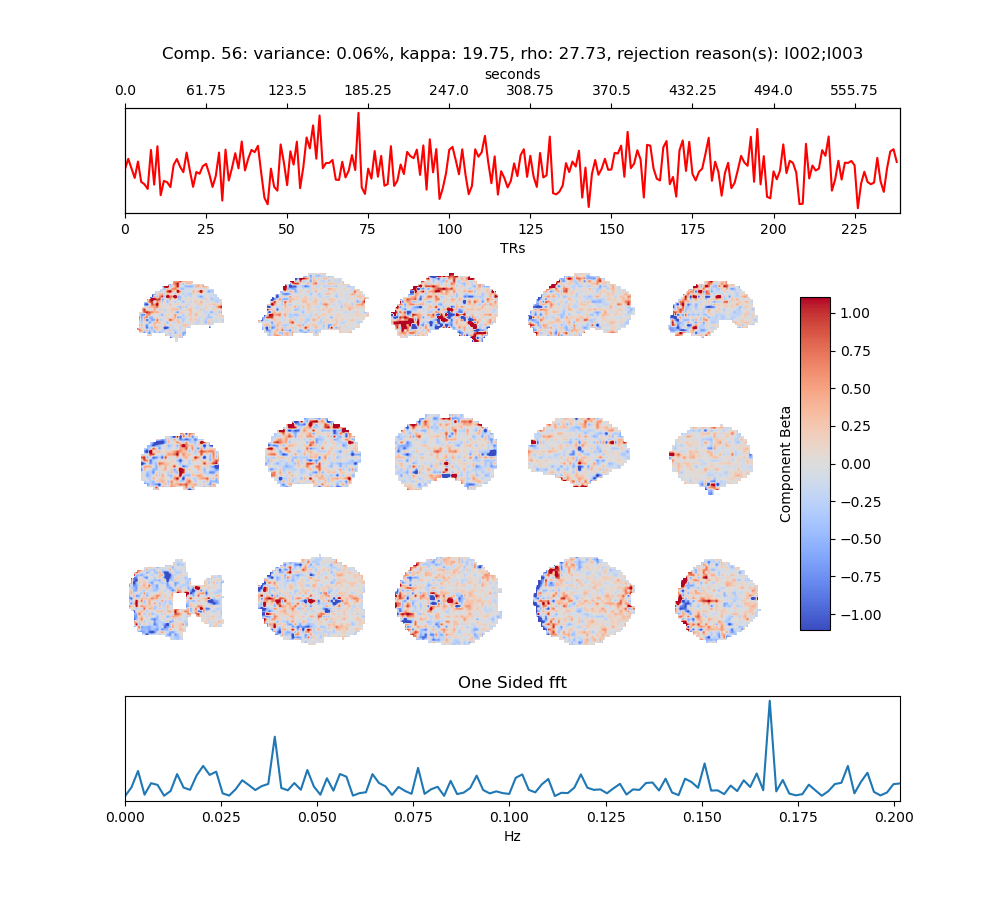 Comp. 56: variance: 0.06%, kappa: 19.75, rho: 27.73, rejection reason(s): I002;I003
seconds
0.0 61.75 123.5 185.25 247.0 308.75 370.5 432.25 494.0 555.75
0 25 50 75 100 125 150 175 200 225
TRs
1.00
0.75
0.50
0.25
0.00
−0.25
−0.50
−0.75
−1.00
Component Beta
One Sided fft
0.000 0.025 0.050 0.075 0.100 0.125 0.150 0.175 0.200
Hz